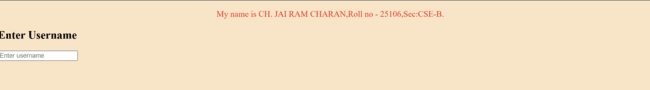 My name is CH. JAI RAM CHARAN,Roll no - 25106,Sec:CSE-B.
Enter Username
Enter username